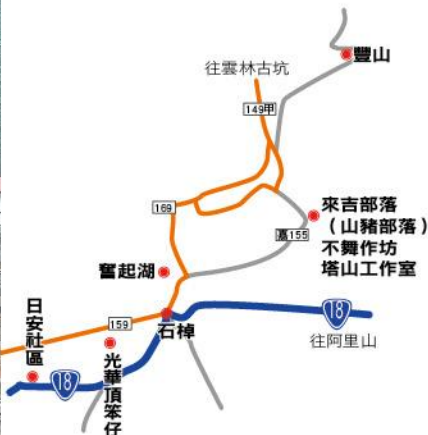 豐山
往雲林古坑
149甲
169
來吉部落
(山豬部落)
不舞作坊
塔山工作室
嘉155
奮起湖
18
159
石棹
往阿里山
日安社區
光華頂笨仔
18